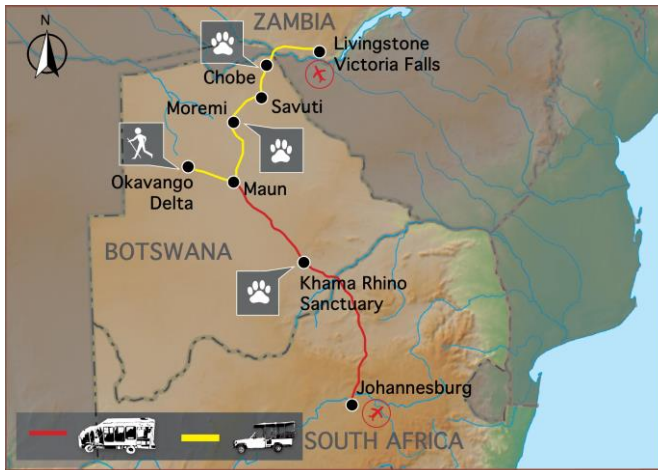 N
ZAMBIA
Livingstone
Victoria Falls
Chobe
Savuti
Moremi
Okavango
Delta
Maun
BOTSWANA
Khama Rhino
Sanctuary
Johannesburg
SOUTH AFRICA